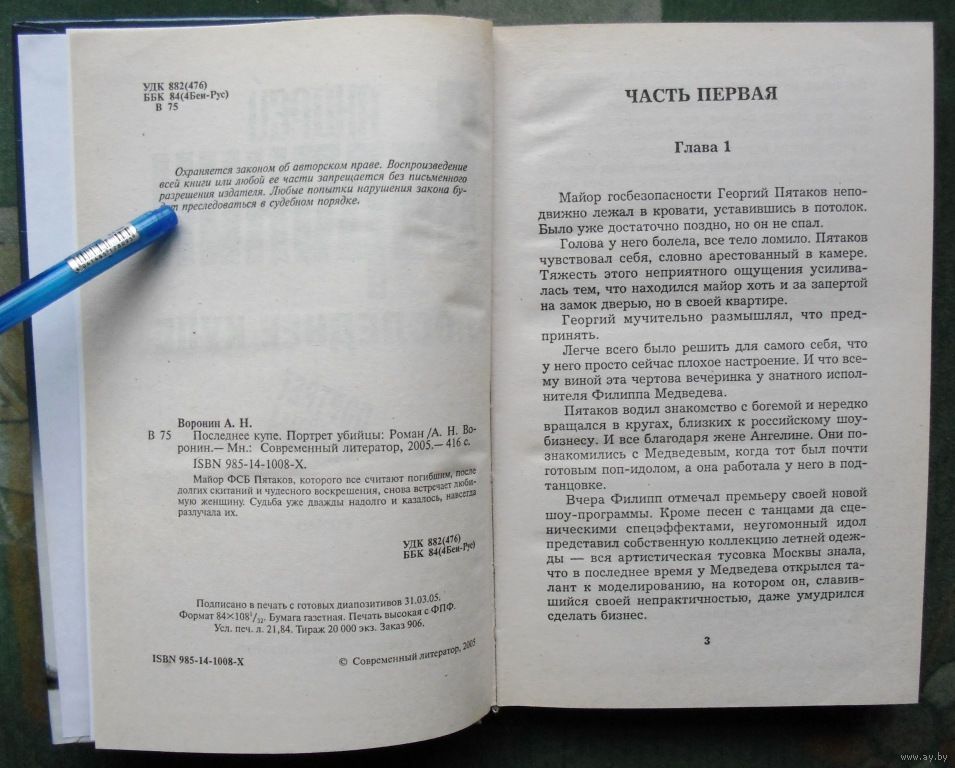 УДК 882(476)
ББК 84(4Беи-Рус)
В 75
Охраняется законом об авторском праве. Воспроизведение
всей книги или любой ее части запрещается без письменного
разрешения издателя. Любые попытки нарушения закона бу-
дут преследоваться в судебном порядке.
Воронин А. Н.
В 75 Последнее купе. Портрет убийцы: Роман /А. Н. Во-
ронин.— Мн.: Современный литератор, 2005.— 416 с.
ISBN 985-14-1008-X.
Майор ФСБ Пятаков, которого все считают погибшим, после
долгих скитаний и чудесного воскрешения, снова встречает люби-
мую женщину. Судьба уже дважды надолго и казалось, навсегда
разлучала их.
УДК 882(476)
ББК 84(4Беи-Рус)
Подписано в печать с готовых диапозитивов 31.03.05.
Формат 84×108¹/₃₂. Бумага газетная. Печать высокая с ФПФ.
Усл. печ. л. 21,84. Тираж 20 000 экз. Заказ 906.
ISBN 985-14-1008-X
© Современный литератор, 2005
ЧАСТЬ ПЕРВАЯ
Глава 1
Майор госбезопасности Георгий Пятаков непо-
движно лежал в кровати, уставившись в потолок.
Было уже достаточно поздно, но он не спал.
Голова у него болела, все тело ломило. Пятаков
чувствовал себя, словно арестованный в камере.
Тяжесть этого неприятного ощущения усилива-
лась тем, что находился майор хоть и за запертой
на замок дверью, но в своей квартире.
Георгий мучительно размышлял, что пред-
принять.
Легче всего было решить для самого себя, что
у него просто сейчас плохое настроение. И что все-
му виной эта чертова вечеринка у знатного испол-
нителя Филиппа Медведева.
Пятаков водил знакомство с богемой и нередко
вращался в кругах, близких к российскому шоу-
бизнесу. И все благодаря жене Ангелине. Они по-
знакомились с Медведевым, когда тот был почти
готовым поп-идолом, а она работала у него в под-
танцовке.
Вчера Филипп отмечал премьеру своей новой
шоу-программы. Кроме песен с танцами да сце-
ническими спецэффектами, неугомонный идол
представил собственную коллекцию летней одеж-
ды — вся артистическая тусовка Москвы знала,
что в последнее время у Медведева открылся та-
лант к моделированию, на котором он, славив-
шийся своей непрактичностью, даже умудрился
сделать бизнес.
3
www.ay.by